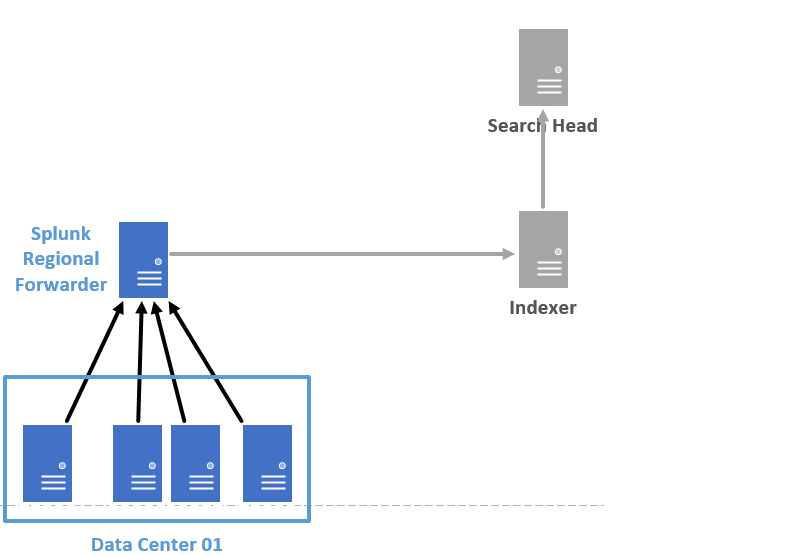 Search Head
Splunk
Regional
Forwarder
Indexer
Data Center 01